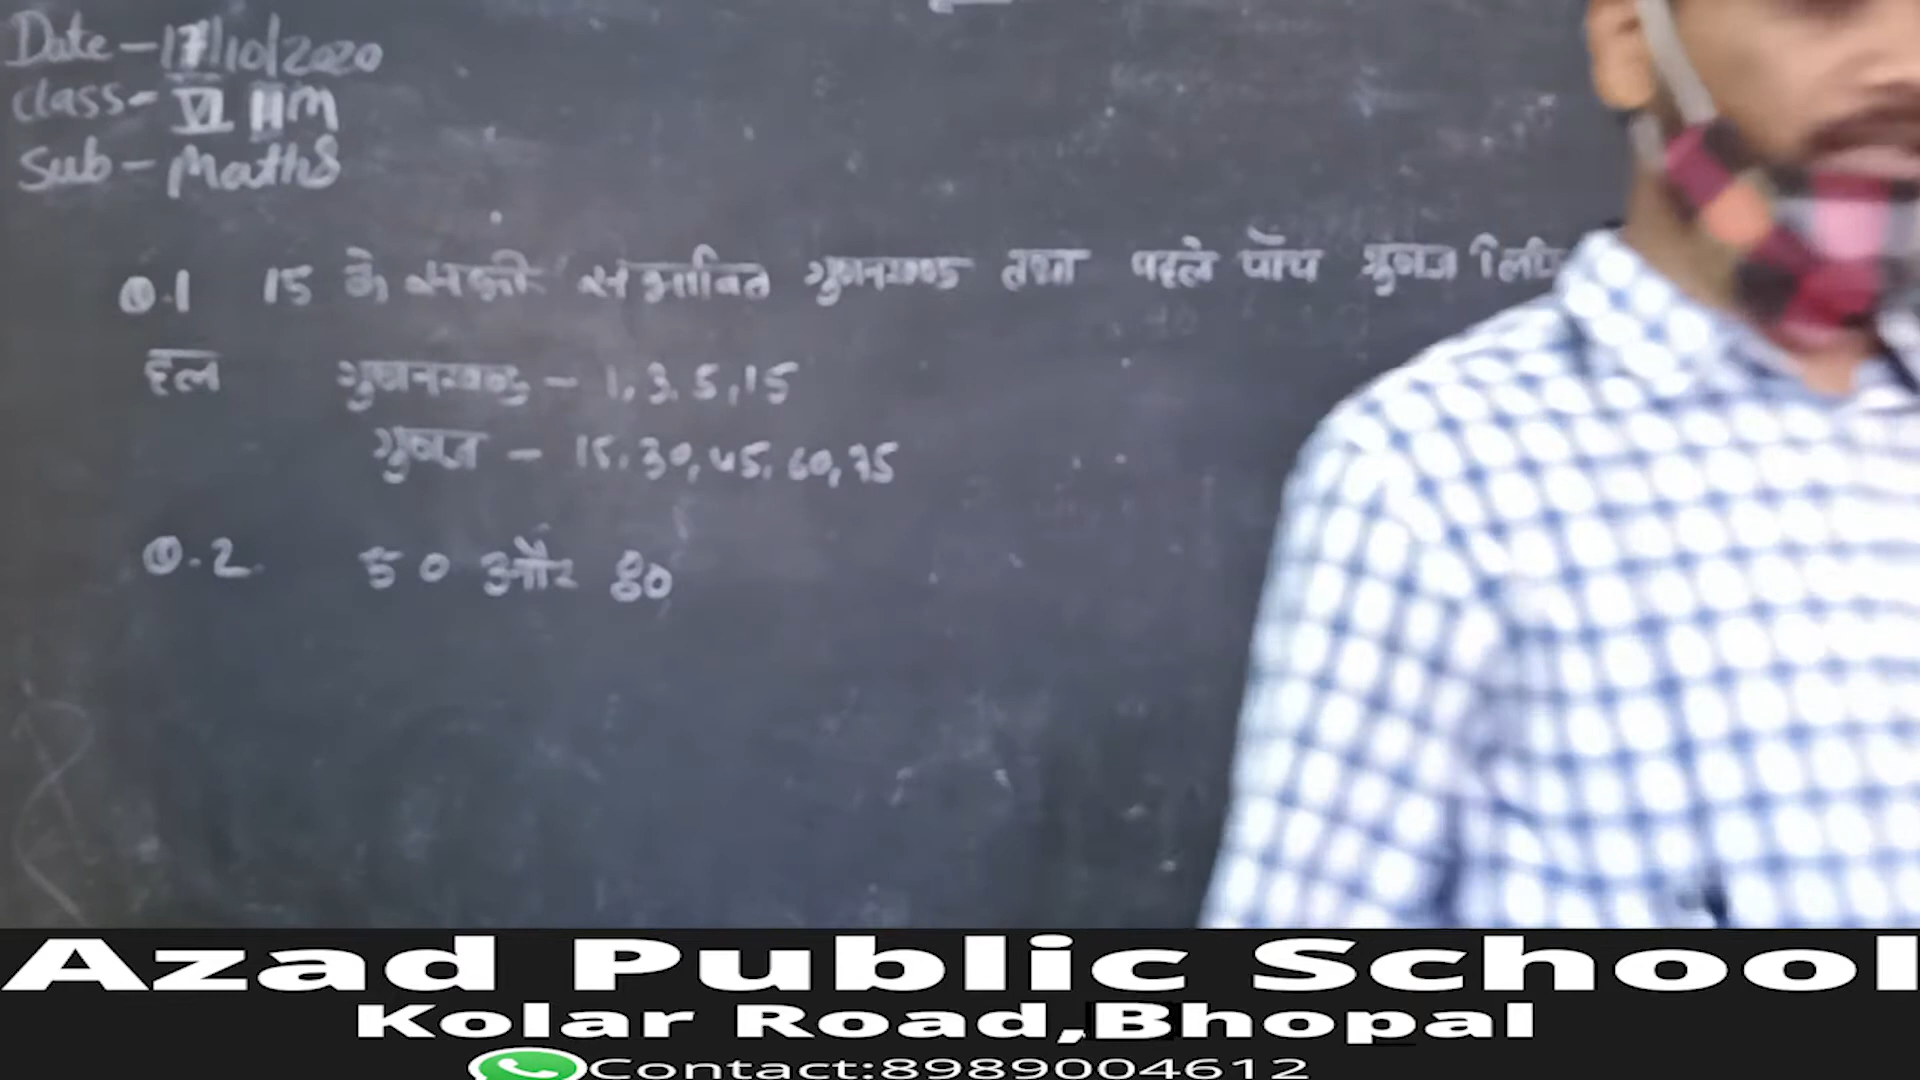 Date - 17/10/2020
Class - VI HM
Sub - Maths
Q.1 15 के सभी संभावित गुणनखण्ड तथा पहले पाँच गुणज
हल गुणनखण्ड - 1, 3, 5, 15
गुणज - 15, 30, 45, 60, 75
Q.2 50 और 80
Azad Public School
Kolar Road,Bhopal
Contact:8989004612